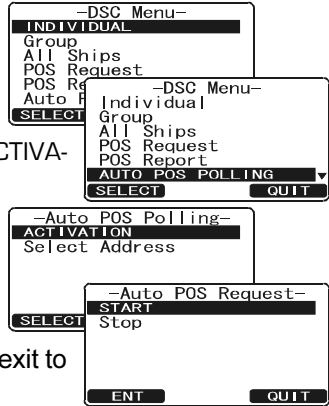 –DSC Menu–
INDIVIDUAL
Group
All Ships
POS Request
POS Re
Auto P
SELECT
–DSC Menu–
Individual
Group
All Ships
POS Request
POS Report
AUTO POS POLLING
SELECT QUIT
CTIVA-
–Auto POS Polling–
ACTIVATION
Select Address
SELECT
–Auto POS Request–
START
Stop
ENT QUIT
exit to